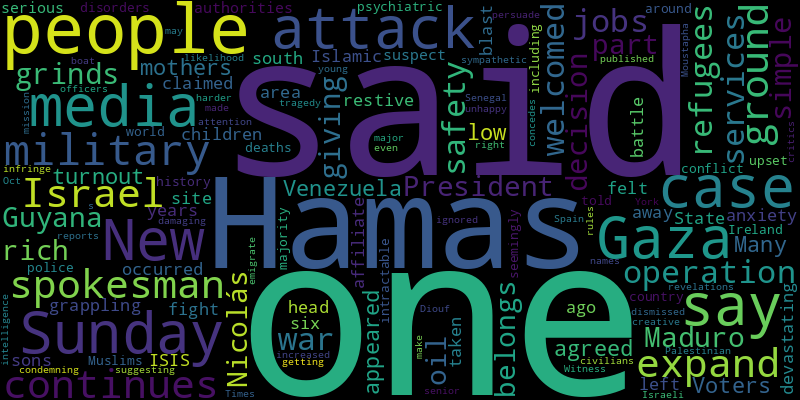 serious disorders authorities psychiatric around
people may attack blast jobs
likelihood Islamic persuade
boat south suspect sympathetic young part
grinds mothers said including welcomed decision refugees services ground simple
officers claimed area tragedy restive safety published Moustapha
media harder made children giving low Senegal unhappy concedes battle
mission world attention major even right critics
military deaths conflict upset
infringe turnout Venezuela President told felt case
Oct history Hamas State York anxiety
Israel site years affiliate ignored Spain rules away
Guyana s damaging majority seemingly Gaza Ireland Many
rich New reports occurred names
police emigrate intractable operation
spokesman Nicolás appeared belongs country revelations
grappling fight one head six ago dismissed creative say devastating
intelligence Sunday war oil Diouf taken agreed Maduro Palestinian
sons Muslims ISIS increased getting make Witness civilians left expand Voters
condemning suggesting
continues Times senior Israeli